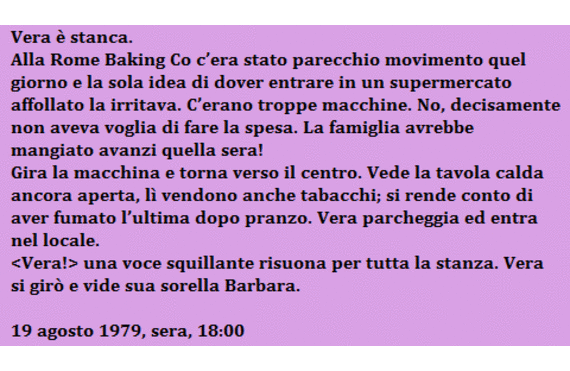 Vera è stanca.
Alla Rome Baking Co c’era stato parecchio movimento quel
giorno e la sola idea di dover entrare in un supermercato
affollato la irritava. C’erano troppe macchine. No, decisamente
non aveva voglia di fare la spesa. La famiglia avrebbe
mangiato avanzi quella sera!
Gira la macchina e torna verso il centro. Vede la tavola calda
ancora aperta, lì vendono anche tabacchi; si rende conto di
aver fumato l’ultima dopo pranzo. Vera parcheggia ed entra
nel locale.
<Vera!> una voce squillante risuona per tutta la stanza. Vera
si girò e vide sua sorella Barbara.
19 agosto 1979, sera, 18:00